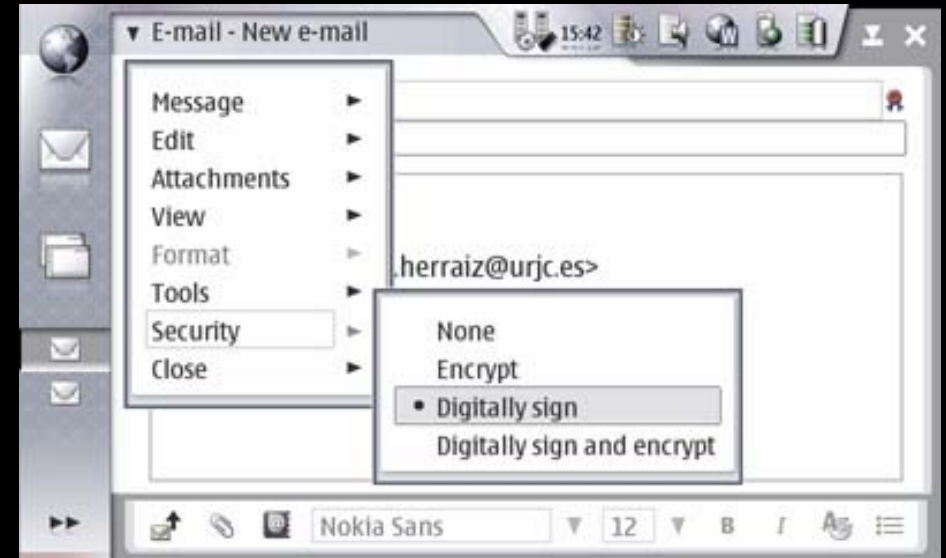 E-mail - New e-mail
15:42
Message
Edit
Attachments
View
Format
.herraiz@urjc.es>
Tools
Security
None
Close
Encrypt
Digitally sign
Digitally sign and encrypt
Nokia Sans
12
B
I